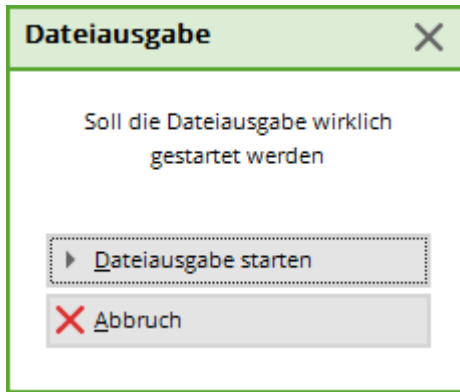 Dateiausgabe
Soll die Dateiausgabe wirklich
gestartet werden
Dateiausgabe starten
Abbruch